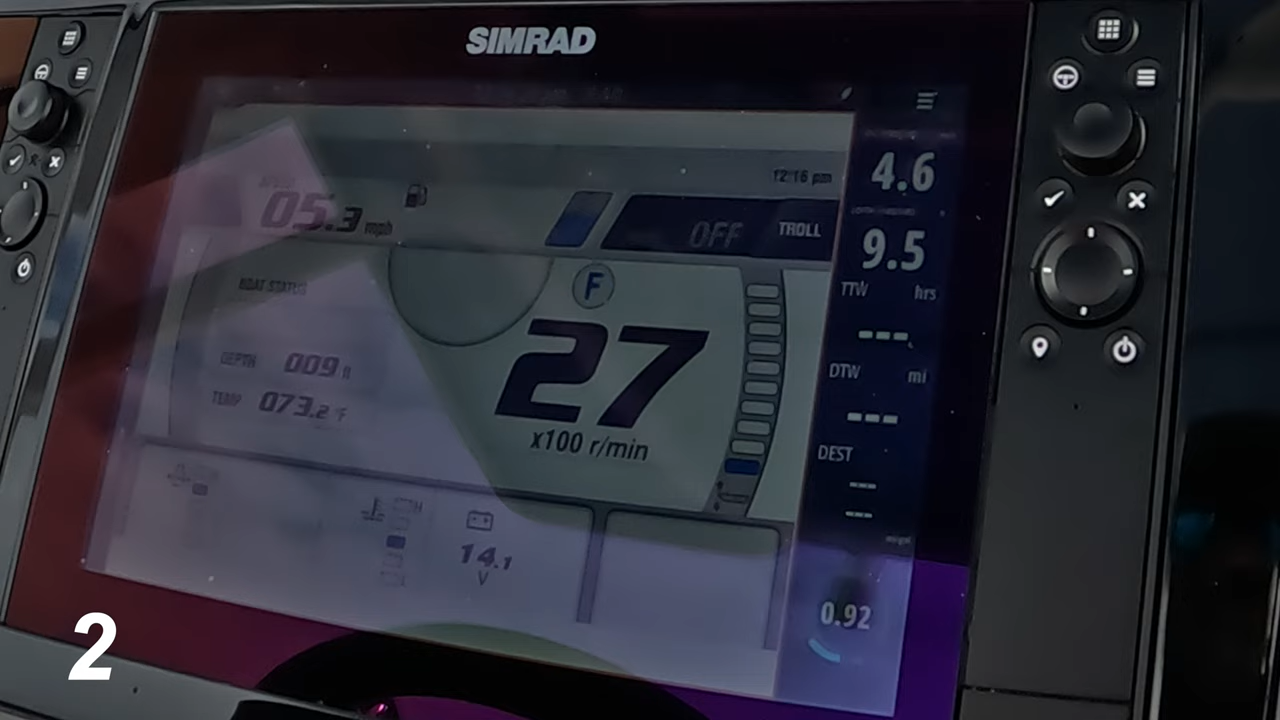 SIMRAD
12:16 pm
4.6
05.3 mph
OFF TROLL
9.5
F
TTW hrs
---
BOAT STATUS
27
x100 r/min
DEPTH 009 ft
DTW mi
---
TEMP 073.2 °F
DEST
--
--
H
14.1
V
0.92
2